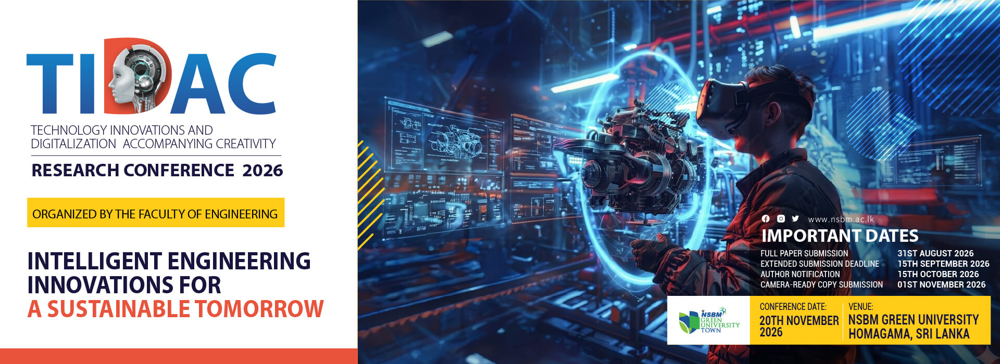 TIDAC
TECHNOLOGY INNOVATIONS AND
DIGITALIZATION ACCOMPANYING CREATIVITY
RESEARCH CONFERENCE 2026
ORGANIZED BY THE FACULTY OF ENGINEERING
INTELLIGENT ENGINEERING
INNOVATIONS FOR
A SUSTAINABLE TOMORROW
www.nsbm.ac.lk
IMPORTANT DATES
FULL PAPER SUBMISSION 31ST AUGUST 2026
EXTENDED SUBMISSION DEADLINE 15TH SEPTEMBER 2026
AUTHOR NOTIFICATION 15TH OCTOBER 2026
CAMERA-READY COPY SUBMISSION 01ST NOVEMBER 2026
NSBM
GREEN
UNIVERSITY
TOWN
CONFERENCE DATE:
20TH NOVEMBER
2026
VENUE:
NSBM GREEN UNIVERSITY
HOMAGAMA, SRI LANKA